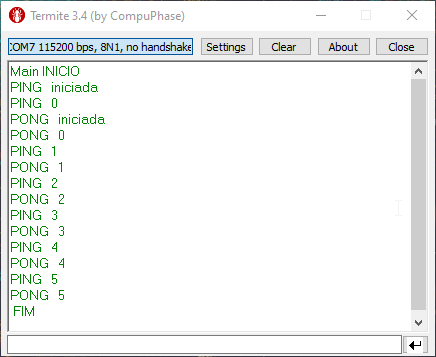 Termite 3.4 (by CompuPhase)
COM7 115200 bps, 8N1, no handshake Settings Clear About Close
Main INICIO
PING iniciada
PING 0
PONG iniciada
PONG 0
PING 1
PONG 1
PING 2
PONG 2
PING 3
PONG 3
PING 4
PONG 4
PING 5
PONG 5
FIM